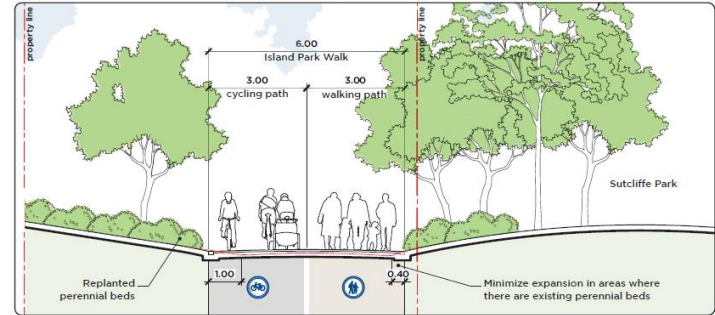 property line
6.00
Island Park Walk
property line
3.00
3.00
cycling path
walking path
Sutcliffe Park
Replanted
perennial beds
1.00
0.40
Minimize expansion in areas where
there are existing perennial beds